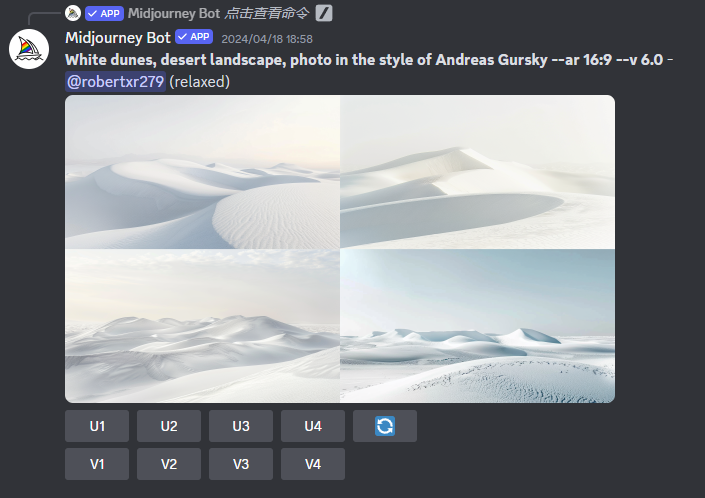 APP Midjourney Bot 点击查看命令
Midjourney Bot APP 2024/04/18 18:58
White dunes, desert landscape, photo in the style of Andreas Gursky --ar 16:9 --v 6.0 -
@robertxr279 (relaxed)
U1 U2 U3 U4
V1 V2 V3 V4